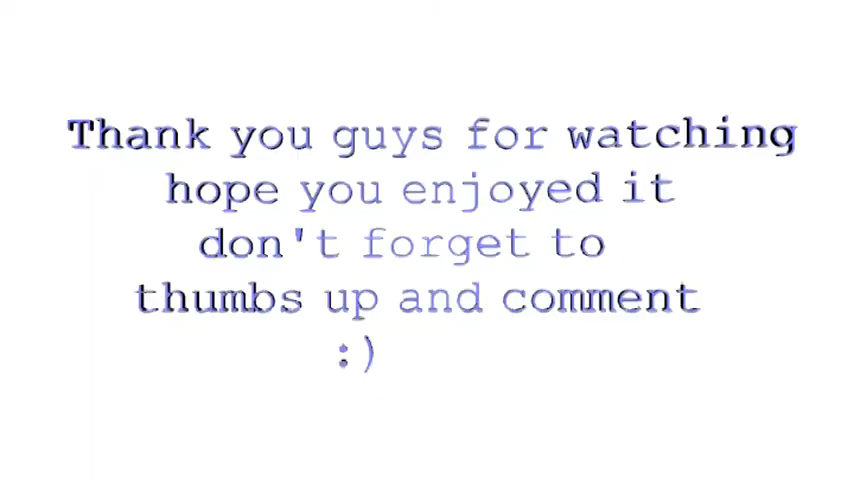 Thank you guys for watching
hope you enjoyed it
don't forget to
thumbs up and comment
:)